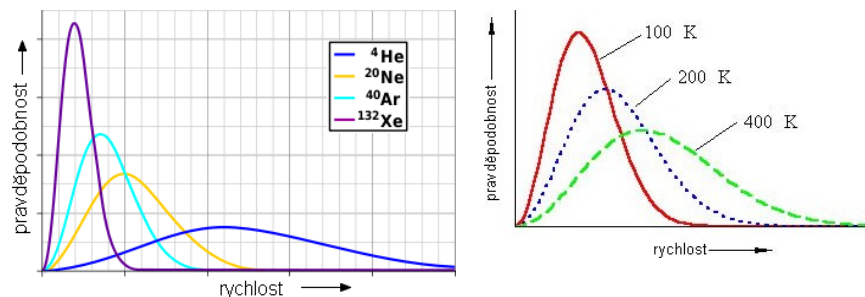 pravděpodobnost
⁴He
²⁰Ne
⁴⁰Ar
¹³²Xe
rychlost
pravděpodobnost
100 K
200 K
400 K
rychlost